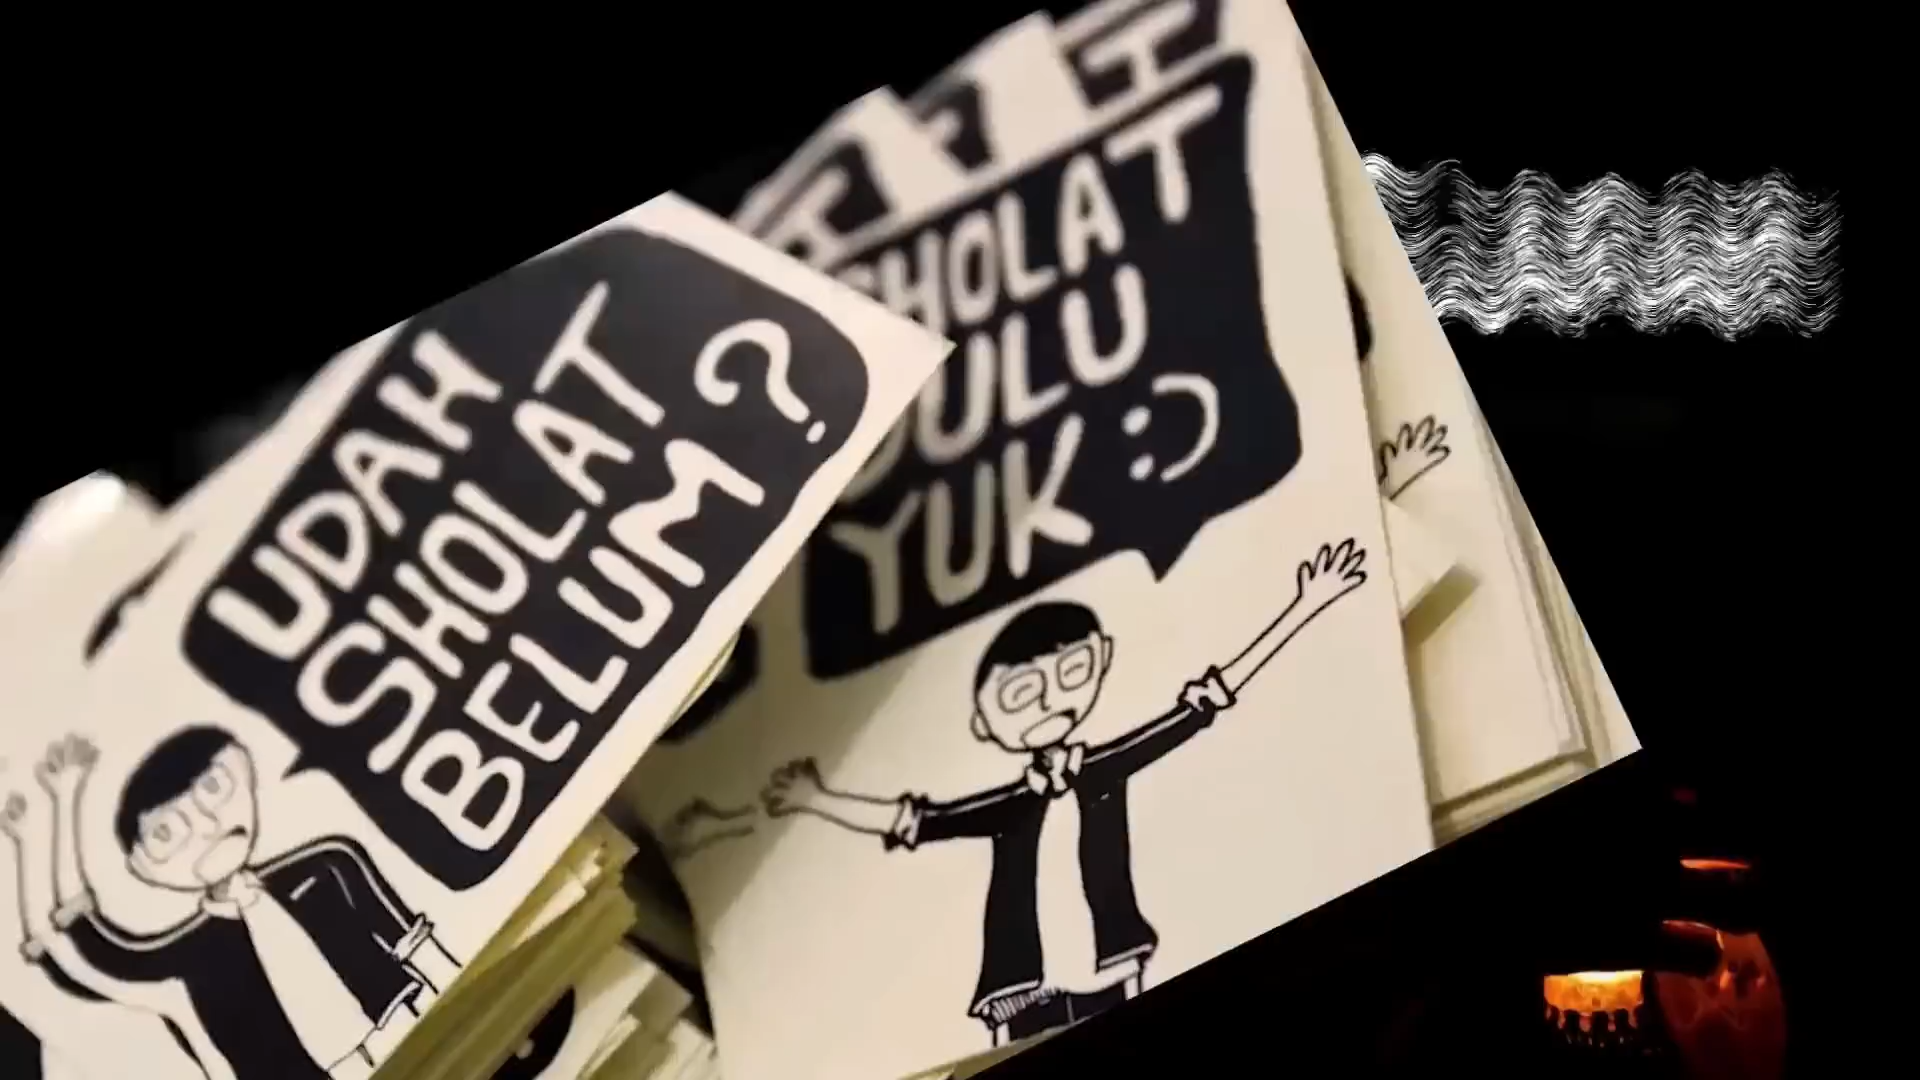 UDAH
SHOLAT
BELUM?
SHOLAT
DULU
YUK :)